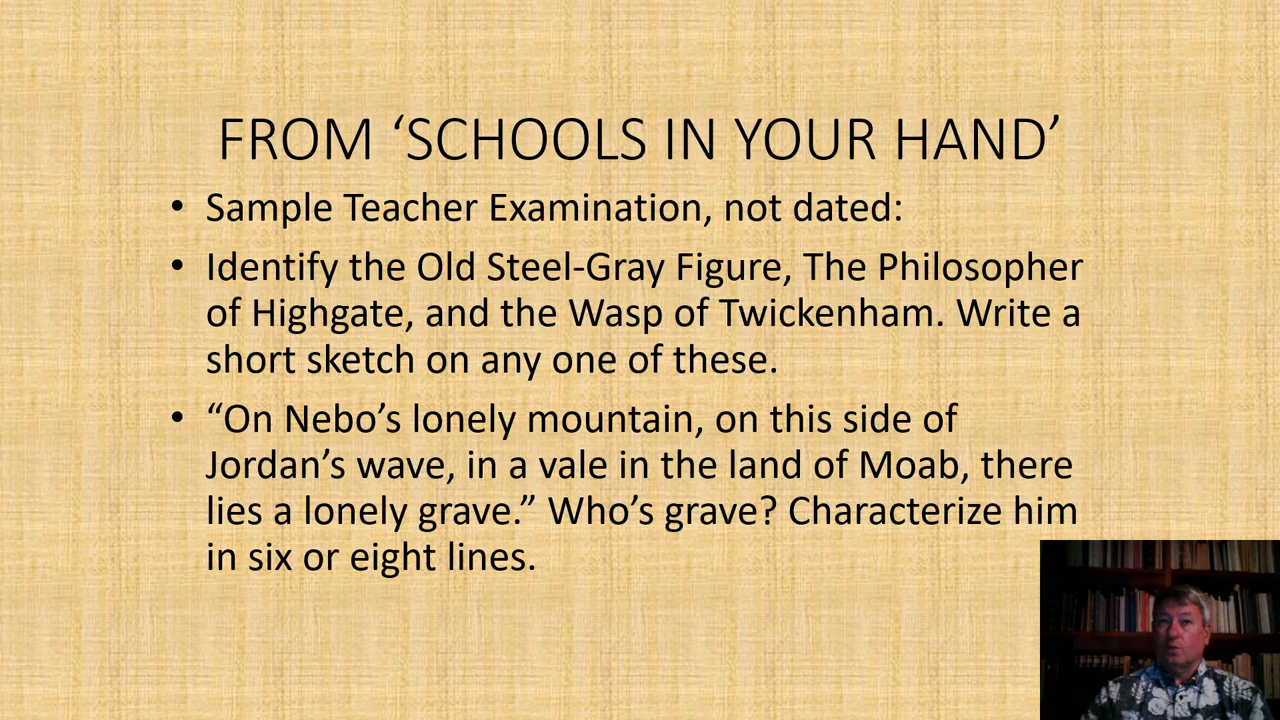 FROM ‘SCHOOLS IN YOUR HAND’
• Sample Teacher Examination, not dated:
• Identify the Old Steel-Gray Figure, The Philosopher
of Highgate, and the Wasp of Twickenham. Write a
short sketch on any one of these.
• “On Nebo’s lonely mountain, on this side of
Jordan’s wave, in a vale in the land of Moab, there
lies a lonely grave.” Who’s grave? Characterize him
in six or eight lines.